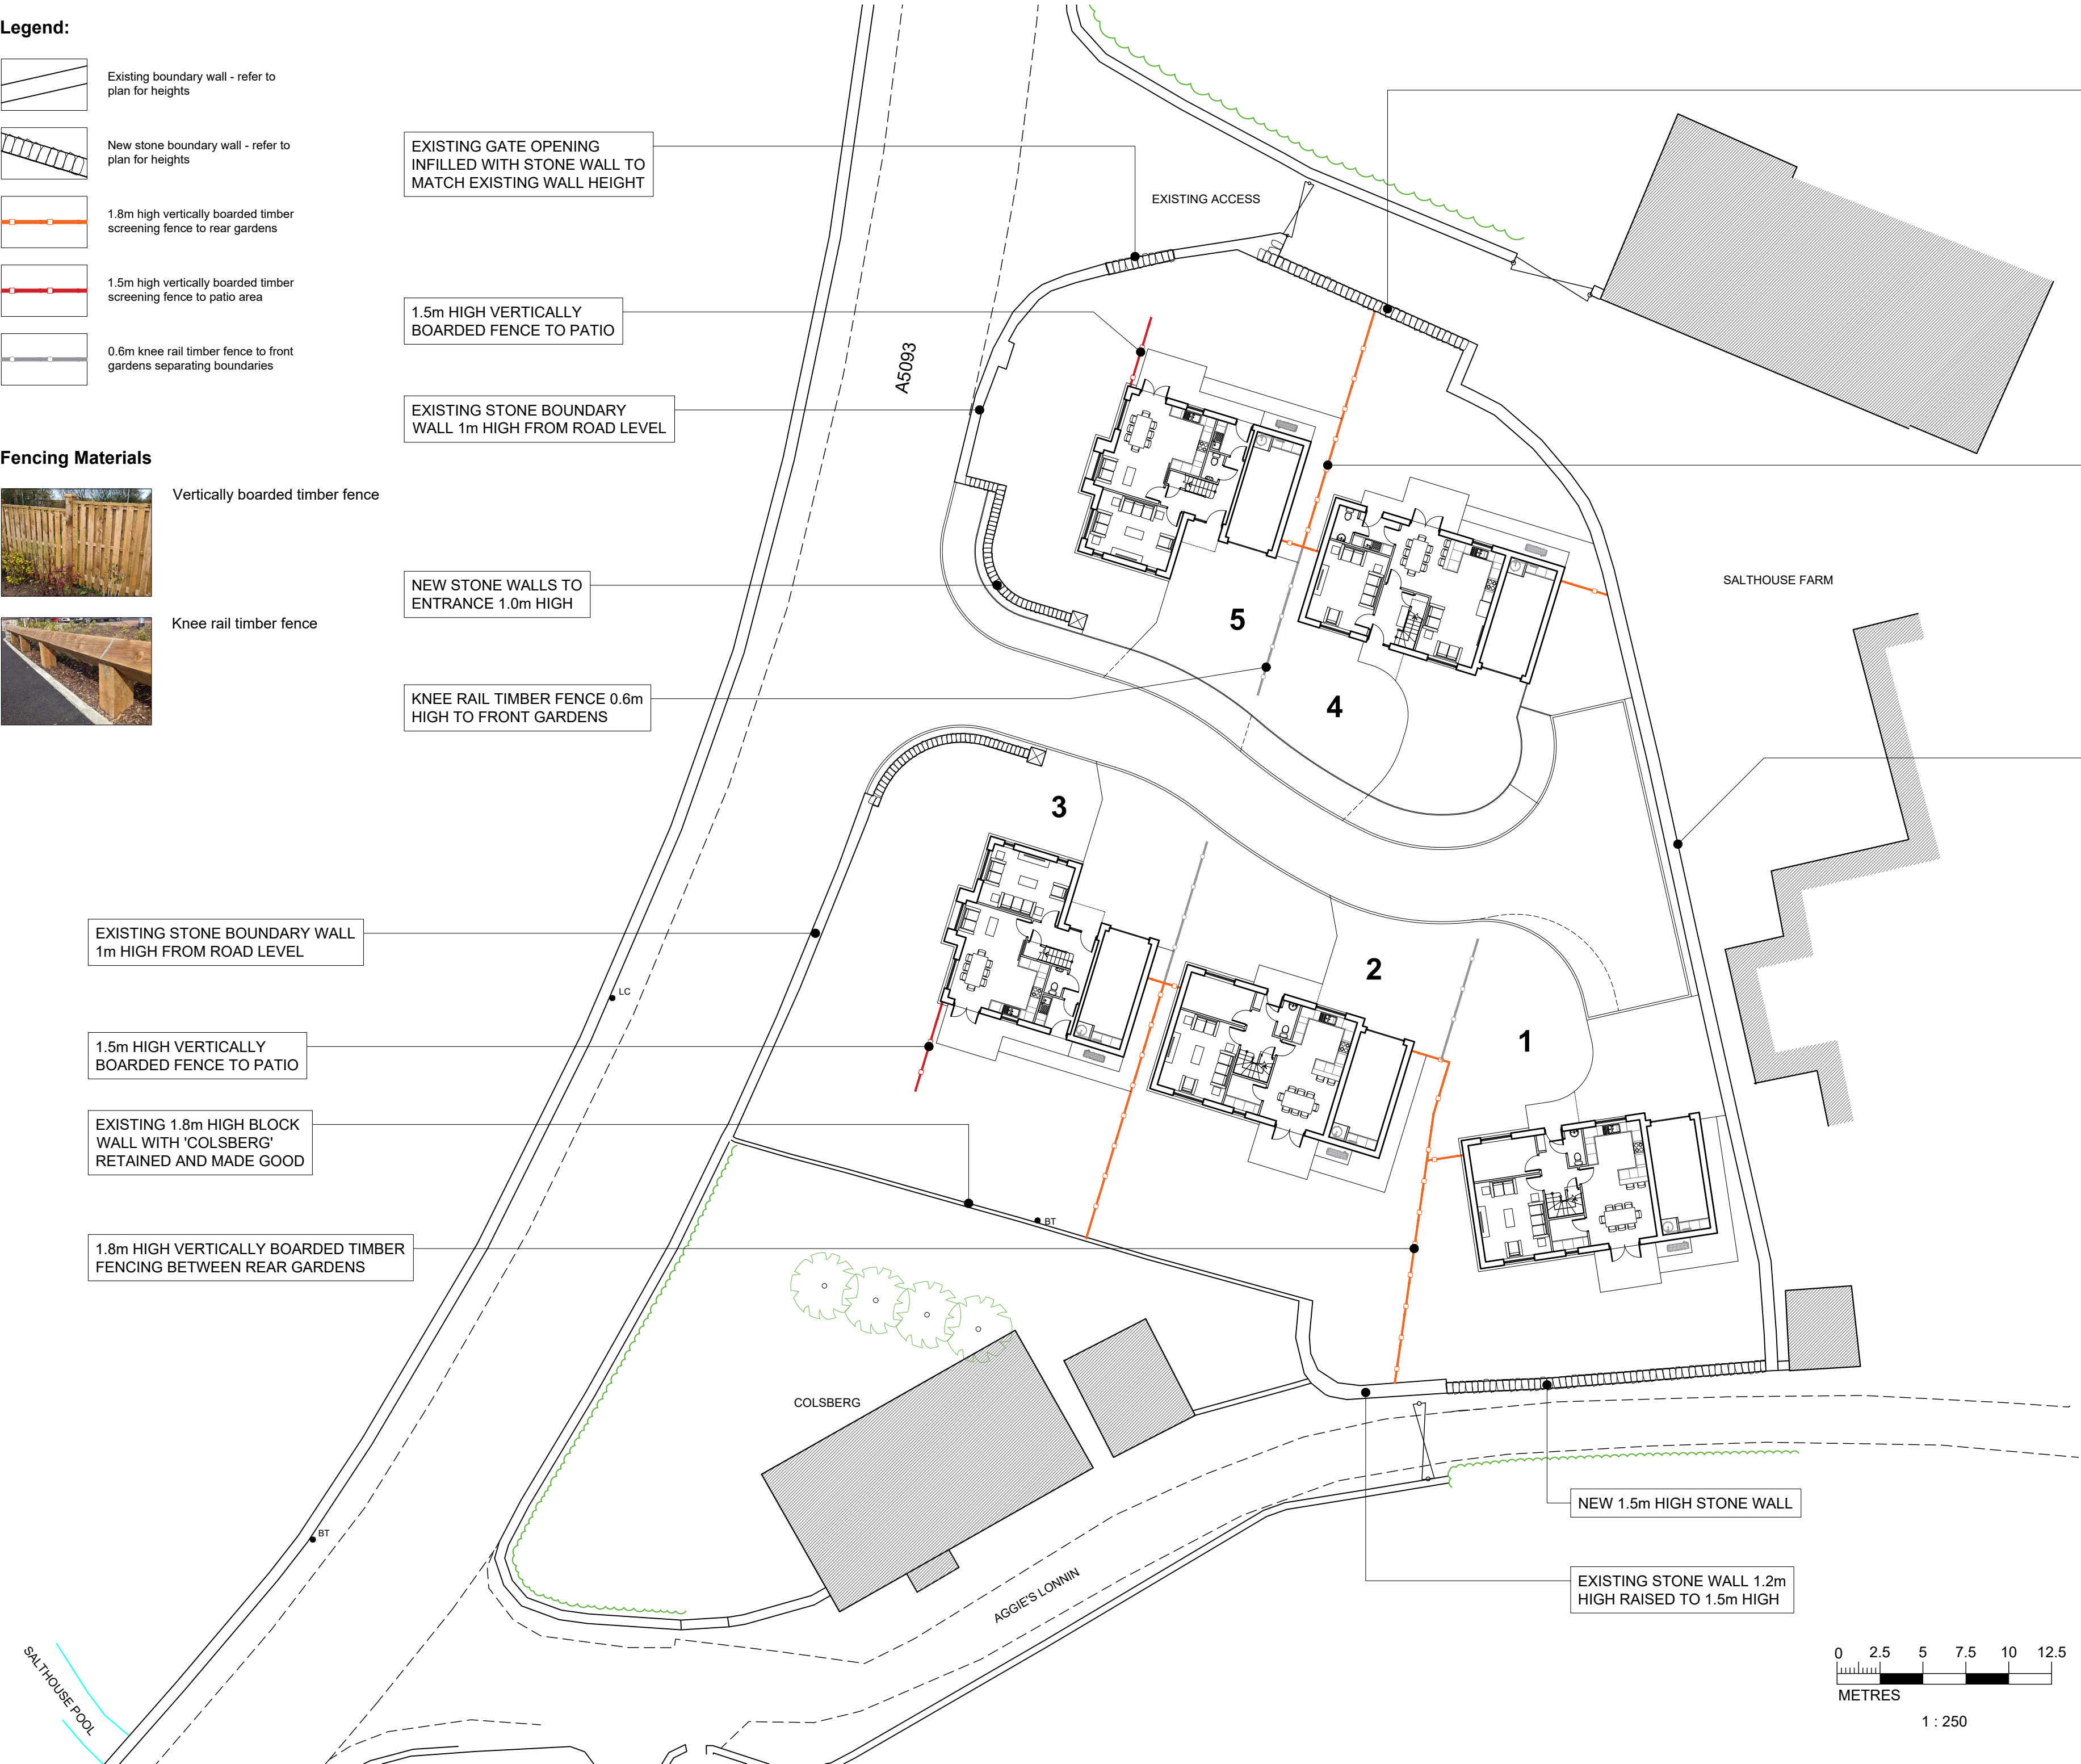 Legend:
Existing boundary wall - refer to
plan for heights
New stone boundary wall - refer to
plan for heights
1.8m high vertically boarded timber
screening fence to rear gardens
1.5m high vertically boarded timber
screening fence to patio area
0.6m knee rail timber fence to front
gardens separating boundaries
Fencing Materials
Vertically boarded timber fence
Knee rail timber fence
EXISTING GATE OPENING
INFILLED WITH STONE WALL TO
MATCH EXISTING WALL HEIGHT
1.5m HIGH VERTICALLY
BOARDED FENCE TO PATIO
EXISTING STONE BOUNDARY
WALL 1m HIGH FROM ROAD LEVEL
NEW STONE WALLS TO
ENTRANCE 1.0m HIGH
KNEE RAIL TIMBER FENCE 0.6m
HIGH TO FRONT GARDENS
EXISTING STONE BOUNDARY WALL
1m HIGH FROM ROAD LEVEL
1.5m HIGH VERTICALLY
BOARDED FENCE TO PATIO
EXISTING 1.8m HIGH BLOCK
WALL WITH 'COLSBERG'
RETAINED AND MADE GOOD
1.8m HIGH VERTICALLY BOARDED TIMBER
FENCING BETWEEN REAR GARDENS
EXISTING ACCESS
A5093
SALTHOUSE FARM
5
4
3
2
1
LC
BT
BT
COLSBERG
AGGIE'S LONNIN
SALTHOUSE POOL
NEW 1.5m HIGH STONE WALL
EXISTING STONE WALL 1.2m
HIGH RAISED TO 1.5m HIGH
0 2.5 5 7.5 10 12.5
METRES
1 : 250